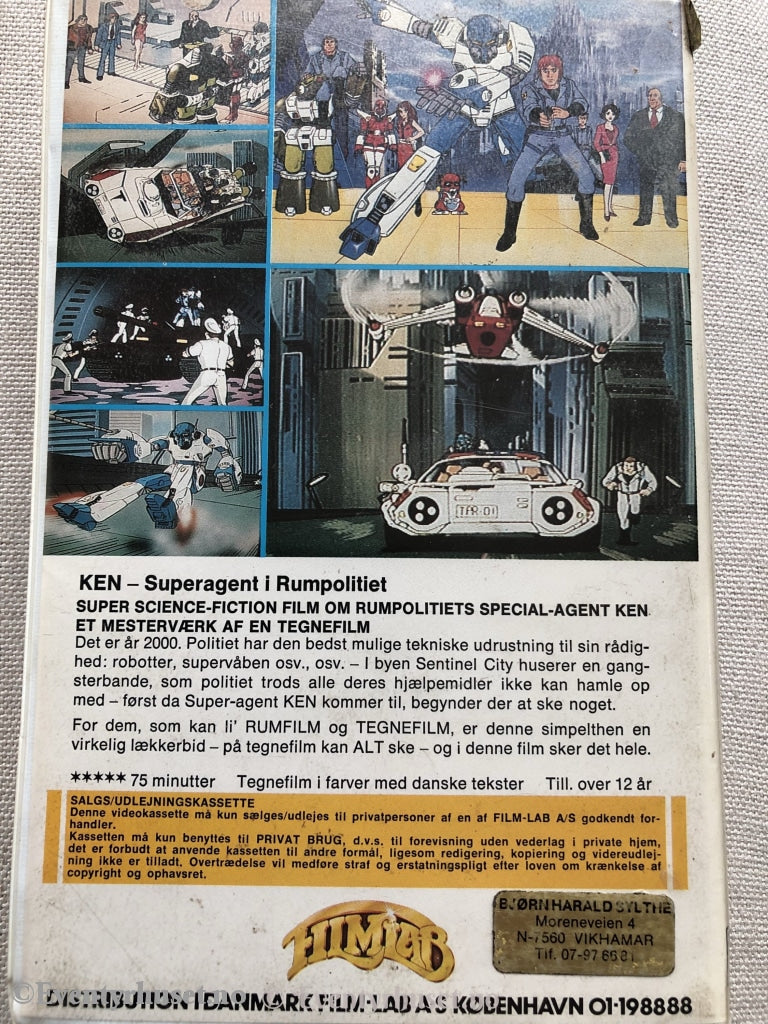 TPR-01
KEN – Superagent i Rumpolitiet
SUPER SCIENCE-FICTION FILM OM RUMPOLITIETS SPECIAL-AGENT KEN.
ET MESTERVÆRK AF EN TEGNEFILM
Det er år 2000. Politiet har den bedst mulige tekniske udrustning til sin rådig-
hed: robotter, supervåben osv., osv. – I byen Sentinel City huserer en gang-
sterbande, som politiet trods alle deres hjælpemidler ikke kan hamle op
med – først da Super-agent KEN kommer til, begynder der at ske noget.
For dem, som kan li' RUMFILM og TEGNEFILM, er denne simpelthen en
virkelig lækkerbid – på tegnefilm kan ALT ske – og i denne film sker det hele.
***** 75 minutter Tegnefilm i farver med danske tekster Till. over 12 år
SALGS/UDLEJNINGSKASSETTE
Denne videokassette må kun sælges/udlejes til privatpersoner af en af FILM-LAB A/S godkendt for-
handler.
Kassetten må kun benyttes til PRIVAT BRUG, d.v.s. til forevisning uden vederlag i private hjem,
det er forbudt at anvende kassetten til andre formål, ligesom redigering, kopiering og videreudlej-
ning ikke er tilladt. Overtrædelse vil medføre straf og erstatningspligt efter loven om krænkelse af
copyright og ophavsret.
FILMLAB
BJØRN HARALD SYLTHE
Moreneveien 4
N-7560 VIKHAMAR
Tlf. 07-97 66 81
©Eventyrhuset.no
DISTRIBUTION I DANMARK FILM-LAB A/S KØBENHAVN 01-198888